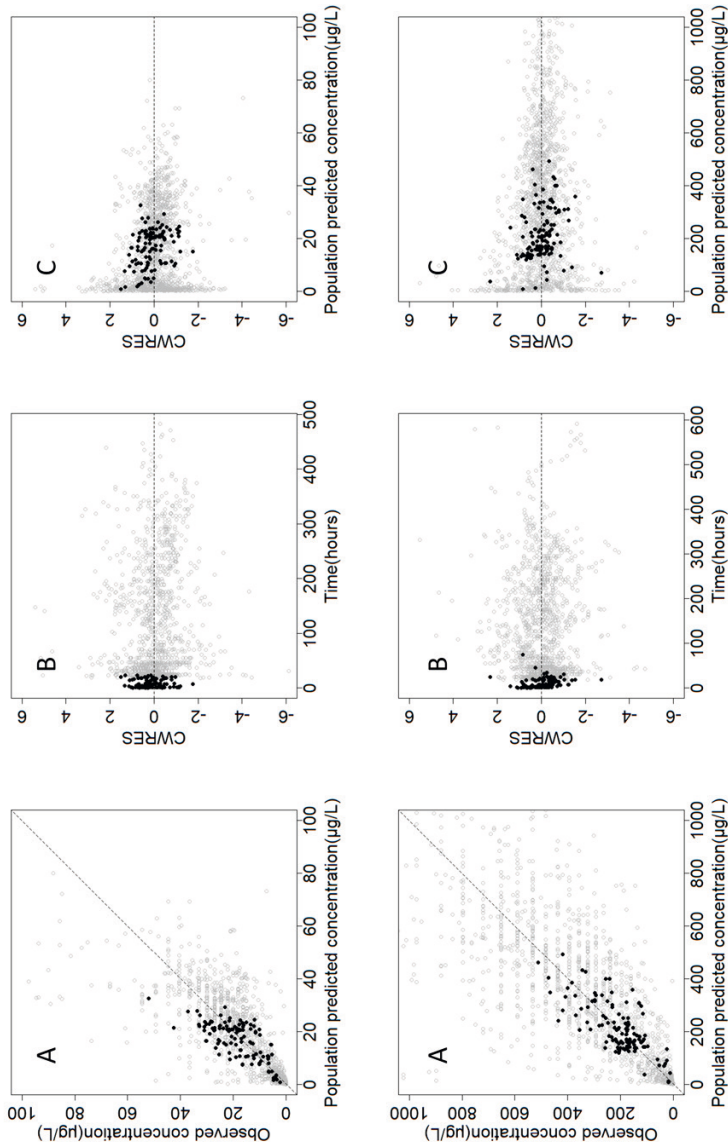 A
Observed concentration(µg/L)
100
80
60
40
20
0
0 20 40 60 80 100
Population predicted concentration(µg/L)
B
CWRES
6
4
2
0
-2
-4
-6
0 100 200 300 400 500
Time(hours)
C
CWRES
6
4
2
0
-2
-4
-6
0 20 40 60 80 100
Population predicted concentration(µg/L)
A
Observed concentration(µg/L)
1000
800
600
400
200
0
0 200 400 600 800 1000
Population predicted concentration(µg/L)
B
CWRES
6
4
2
0
-2
-4
-6
0 100 200 300 400 500 600
Time(hours)
C
CWRES
6
4
2
0
-2
-4
-6
0 200 400 600 800 1000
Population predicted concentration(µg/L)